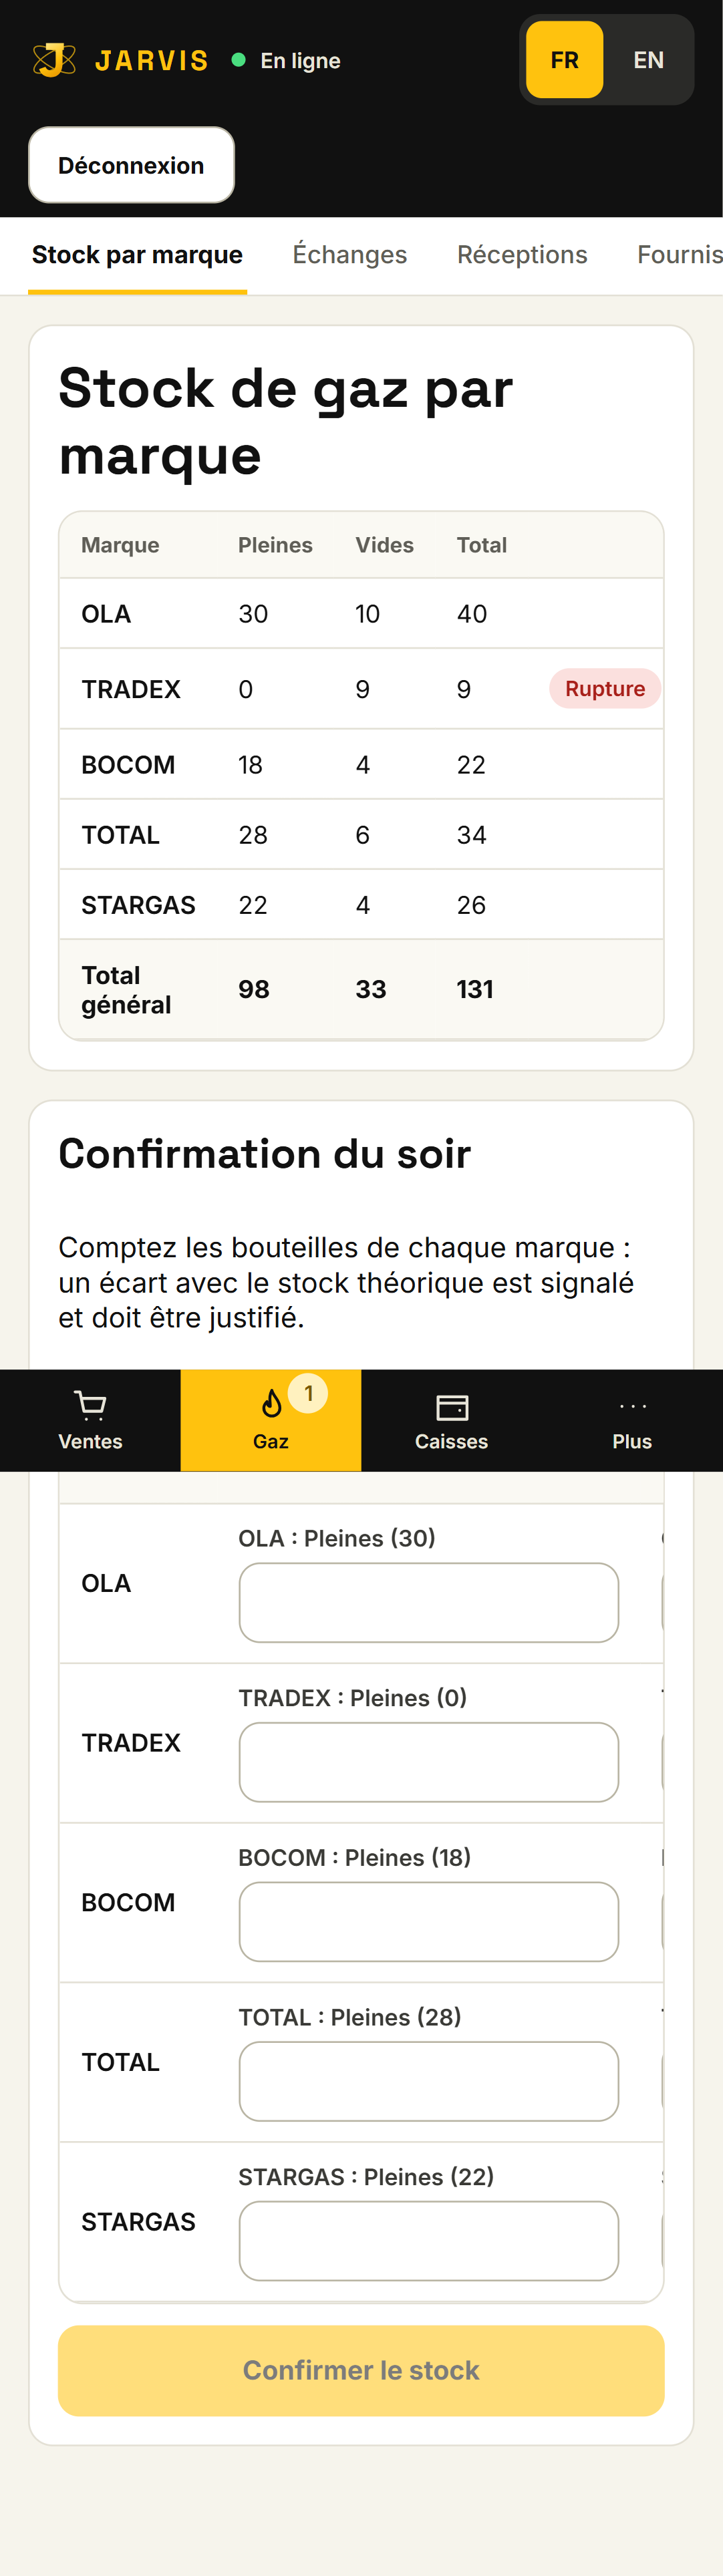 JARVIS En ligne FR EN
Déconnexion
Stock par marque Échanges Réceptions Fournis
Stock de gaz par
marque
Marque Pleines Vides Total
OLA 30 10 40
TRADEX 0 9 9 Rupture
BOCOM 18 4 22
TOTAL 28 6 34
STARGAS 22 4 26
Total
général 98 33 131
Confirmation du soir
Comptez les bouteilles de chaque marque :
un écart avec le stock théorique est signalé
et doit être justifié.
1
Ventes Gaz Caisses Plus
OLA : Pleines (30)
OLA
TRADEX : Pleines (0)
TRADEX
BOCOM : Pleines (18)
BOCOM
TOTAL : Pleines (28)
TOTAL
STARGAS : Pleines (22)
STARGAS
Confirmer le stock